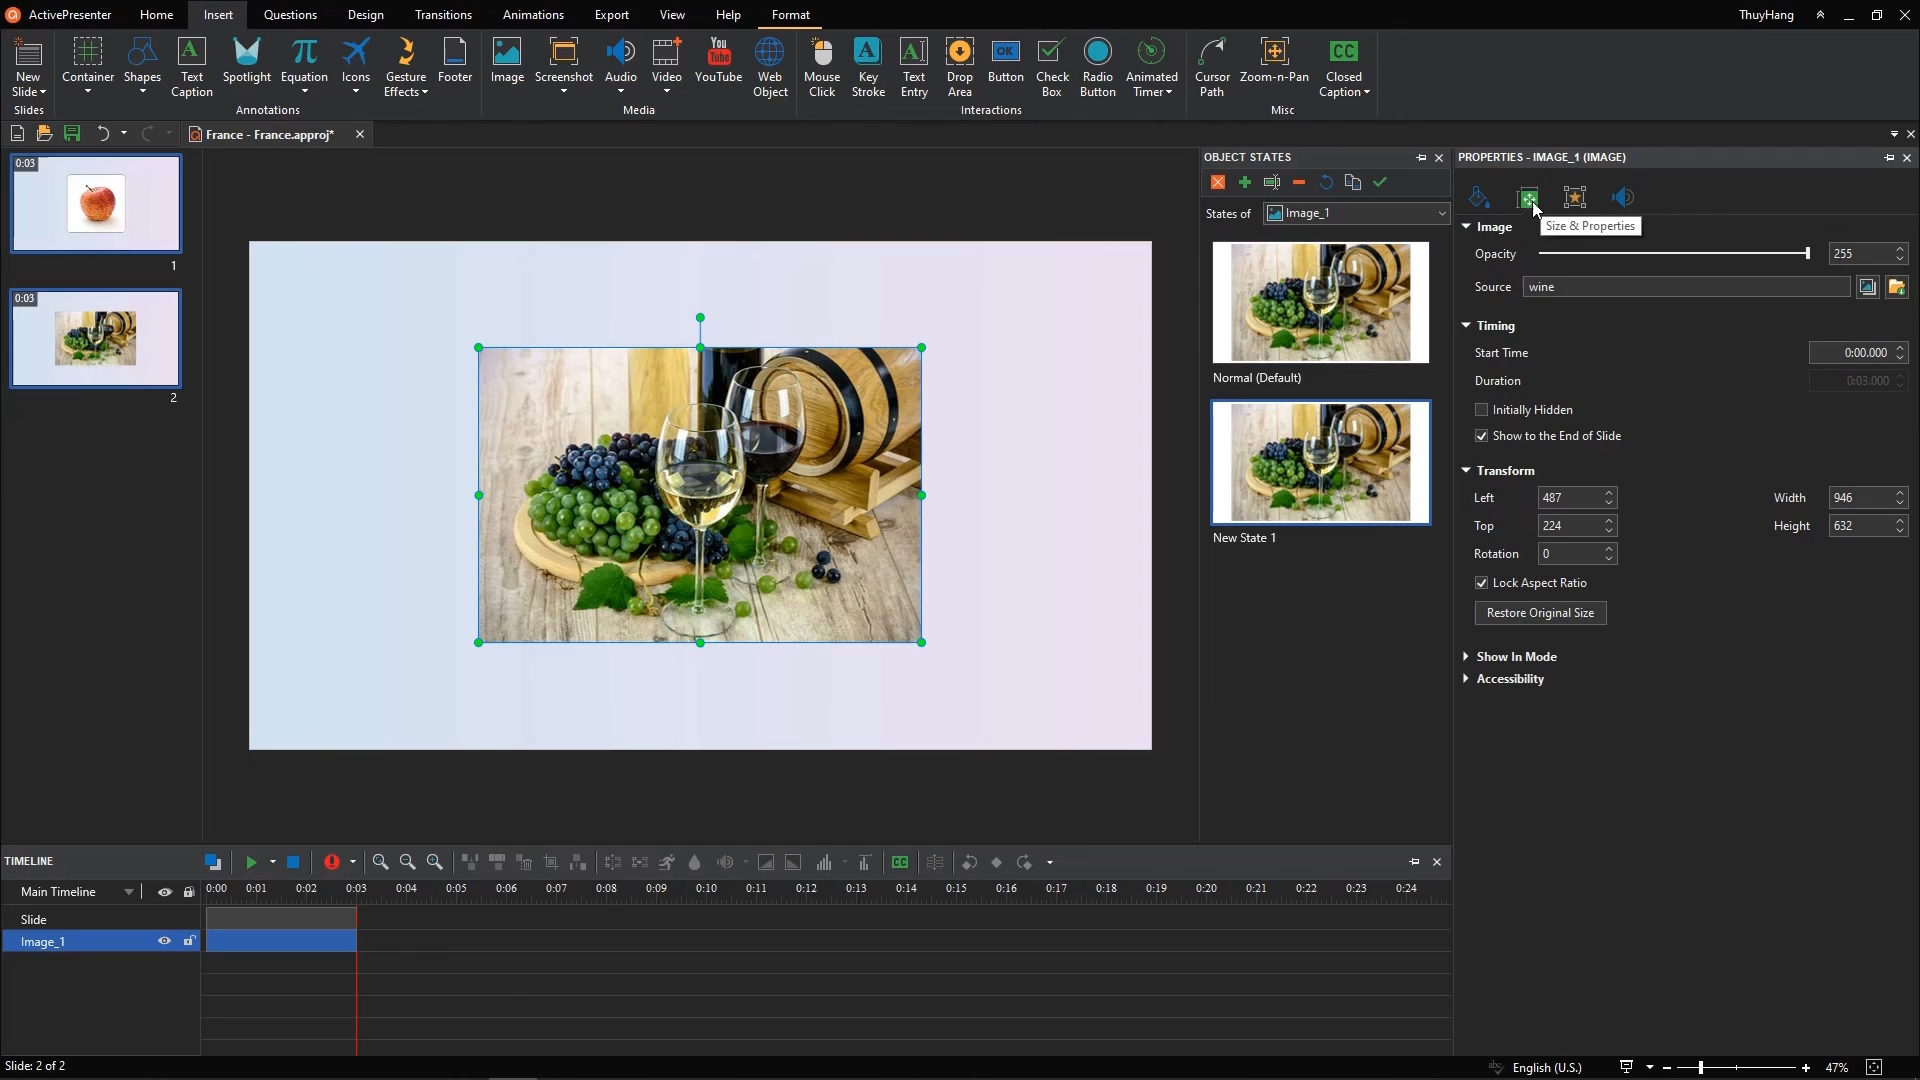 ActivePresenter Home Insert Questions Design Transitions Animations Export View Help Format ThuyHang
New Slide Container Shapes Text Caption Spotlight Equation Icons Gesture Effects Footer Image Screenshot Audio Video YouTube Web Object Mouse Click Key Stroke Text Entry Drop Area Button Check Box Radio Button Animated Timer Cursor Path Zoom-n-Pan Closed Caption
Slides Annotations Media Interactions Misc
France - France.approj*
OBJECT STATES
States of Image_1
Normal (Default)
New State 1
PROPERTIES - IMAGE_1 (IMAGE)
Size & Properties
Image
Opacity 255
Source wine
Timing
Start Time 0:00.000
Duration 0:03.000
Initially Hidden
Show to the End of Slide
Transform
Left 487 Width 946
Top 224 Height 632
Rotation 0
Lock Aspect Ratio
Restore Original Size
Show In Mode
Accessibility
0:03
1
0:03
2
TIMELINE
Main Timeline 0:00 0:01 0:02 0:03 0:04 0:05 0:06 0:07 0:08 0:09 0:10 0:11 0:12 0:13 0:14 0:15 0:16 0:17 0:18 0:19 0:20 0:21 0:22 0:23 0:24
Slide
Image_1
Slide: 2 of 2 English (U.S.) 47%